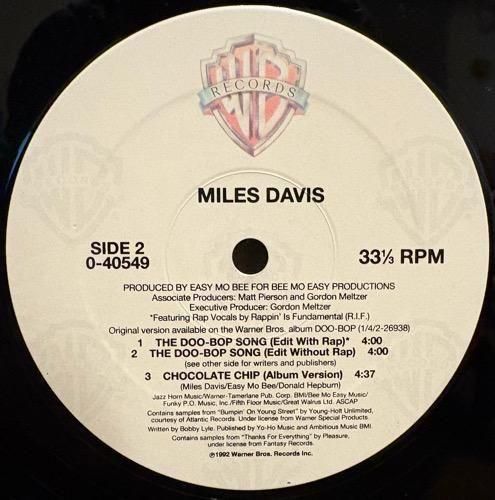 WB
RECORDS
MILES DAVIS
SIDE 2
0-40549
33⅓ RPM
PRODUCED BY EASY MO BEE FOR BEE MO EASY PRODUCTIONS
Associate Producers: Matt Pierson and Gordon Meltzer
Executive Producer: Gordon Meltzer
*Featuring Rap Vocals by Rappin' Is Fundamental (R.I.F.)
Original version available on the Warner Bros. album DOO-BOP (1/4/2-26938)
1 THE DOO-BOP SONG (Edit With Rap)* 4:00
2 THE DOO-BOP SONG (Edit Without Rap) 4:00
(see other side for writers and publishers)
3 CHOCOLATE CHIP (Album Version) 4:37
(Miles Davis/Easy Mo Bee/Donald Hepburn)
Jazz Horn Music/Warner-Tamerlane Pub. Corp. BMI/Bee Mo Easy Music/
Funky P.O. Music, Inc./Fifth Floor Music/Great Walrus Ltd. ASCAP
Contains samples from "Bumpin' On Young Street" by Young-Holt Unlimited,
courtesy of Atlantic Records. Under license from Warner Special Products.
Written by Bobby Lyle. Published by Yo-Ho Music and Ambitious Music BMI.
Contains samples from "Thanks For Everything" by Pleasure,
under license from Fantasy Records.
℗1992 Warner Bros. Records Inc.